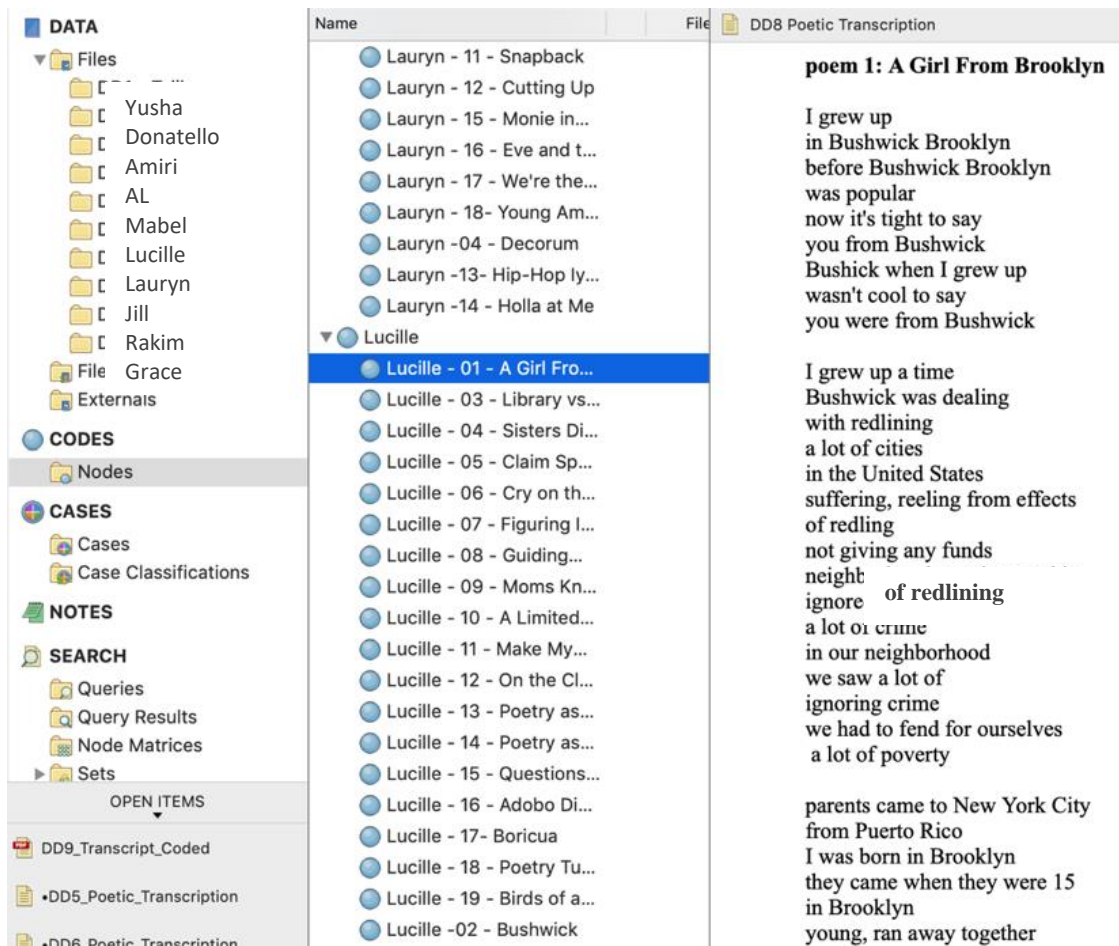 DATA
Files
Yusha
Donatello
Amiri
AL
Mabel
Lucille
Lauryn
Jill
Rakim
File Grace
Externals
CODES
Nodes
CASES
Cases
Case Classifications
NOTES
SEARCH
Queries
Query Results
Node Matrices
Sets
OPEN ITEMS
DD9_Transcript_Coded
•DD5_Poetic_Transcription
•DD6_Poetic_Transcription
Name
File
Lauryn - 11 - Snapback
Lauryn - 12 - Cutting Up
Lauryn - 15 - Monie in...
Lauryn - 16 - Eve and t...
Lauryn - 17 - We're the...
Lauryn - 18- Young Am...
Lauryn -04 - Decorum
Lauryn -13- Hip-Hop ly...
Lauryn -14 - Holla at Me
Lucille
Lucille - 01 - A Girl Fro...
Lucille - 03 - Library vs...
Lucille - 04 - Sisters Di...
Lucille - 05 - Claim Sp...
Lucille - 06 - Cry on th...
Lucille - 07 - Figuring I...
Lucille - 08 - Guiding...
Lucille - 09 - Moms Kn...
Lucille - 10 - A Limited...
Lucille - 11 - Make My...
Lucille - 12 - On the Cl...
Lucille - 13 - Poetry as...
Lucille - 14 - Poetry as...
Lucille - 15 - Questions...
Lucille - 16 - Adobo Di...
Lucille - 17- Boricua
Lucille - 18 - Poetry Tu...
Lucille - 19 - Birds of a...
Lucille -02 - Bushwick
DD8 Poetic Transcription
poem 1: A Girl From Brooklyn
I grew up
in Bushwick Brooklyn
before Bushwick Brooklyn
was popular
now it's tight to say
you from Bushwick
Bushick when I grew up
wasn't cool to say
you were from Bushwick
I grew up a time
Bushwick was dealing
with redlining
a lot of cities
in the United States
suffering, reeling from effects
of redling
not giving any funds
neighb
ignore of redlining
a lot of crime
in our neighborhood
we saw a lot of
ignoring crime
we had to fend for ourselves
a lot of poverty
parents came to New York City
from Puerto Rico
I was born in Brooklyn
they came when they were 15
in Brooklyn
young, ran away together